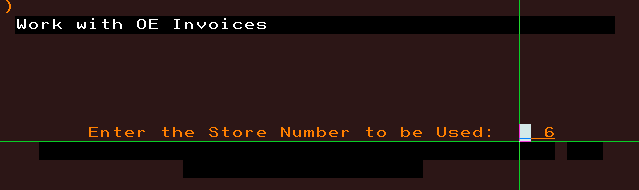 )
Work with OE Invoices
Enter the Store Number to be Used: 6